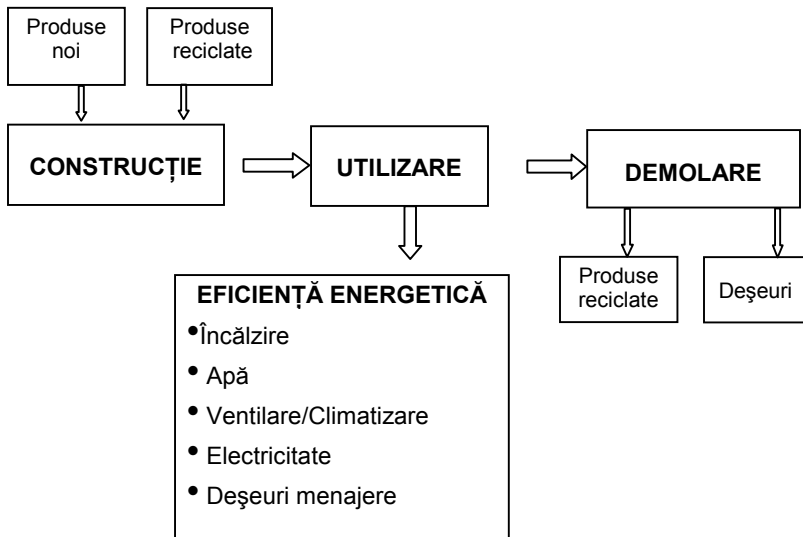 Produse
noi
Produse
reciclate
CONSTRUCȚIE
UTILIZARE
DEMOLARE
EFICIENȚĂ ENERGETICĂ
•Încălzire
• Apă
• Ventilare/Climatizare
• Electricitate
• Deşeuri menajere
Produse
reciclate
Deşeuri